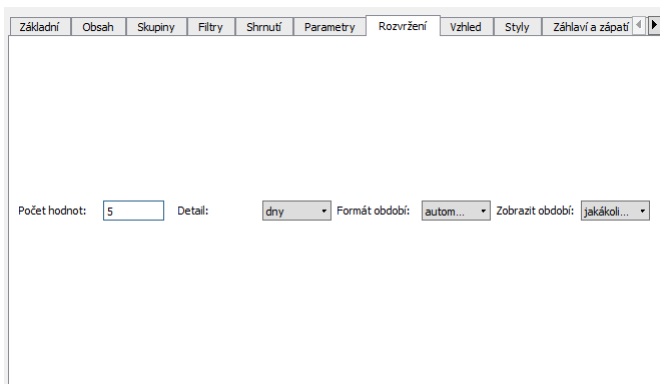 Základní Obsah Skupiny Filtry Shrnutí Parametry Rozvržení Vzhled Styly Záhlaví a zápatí
Počet hodnot: 5 Detail: dny Formát období: autom... Zobrazit období: jakákoli...